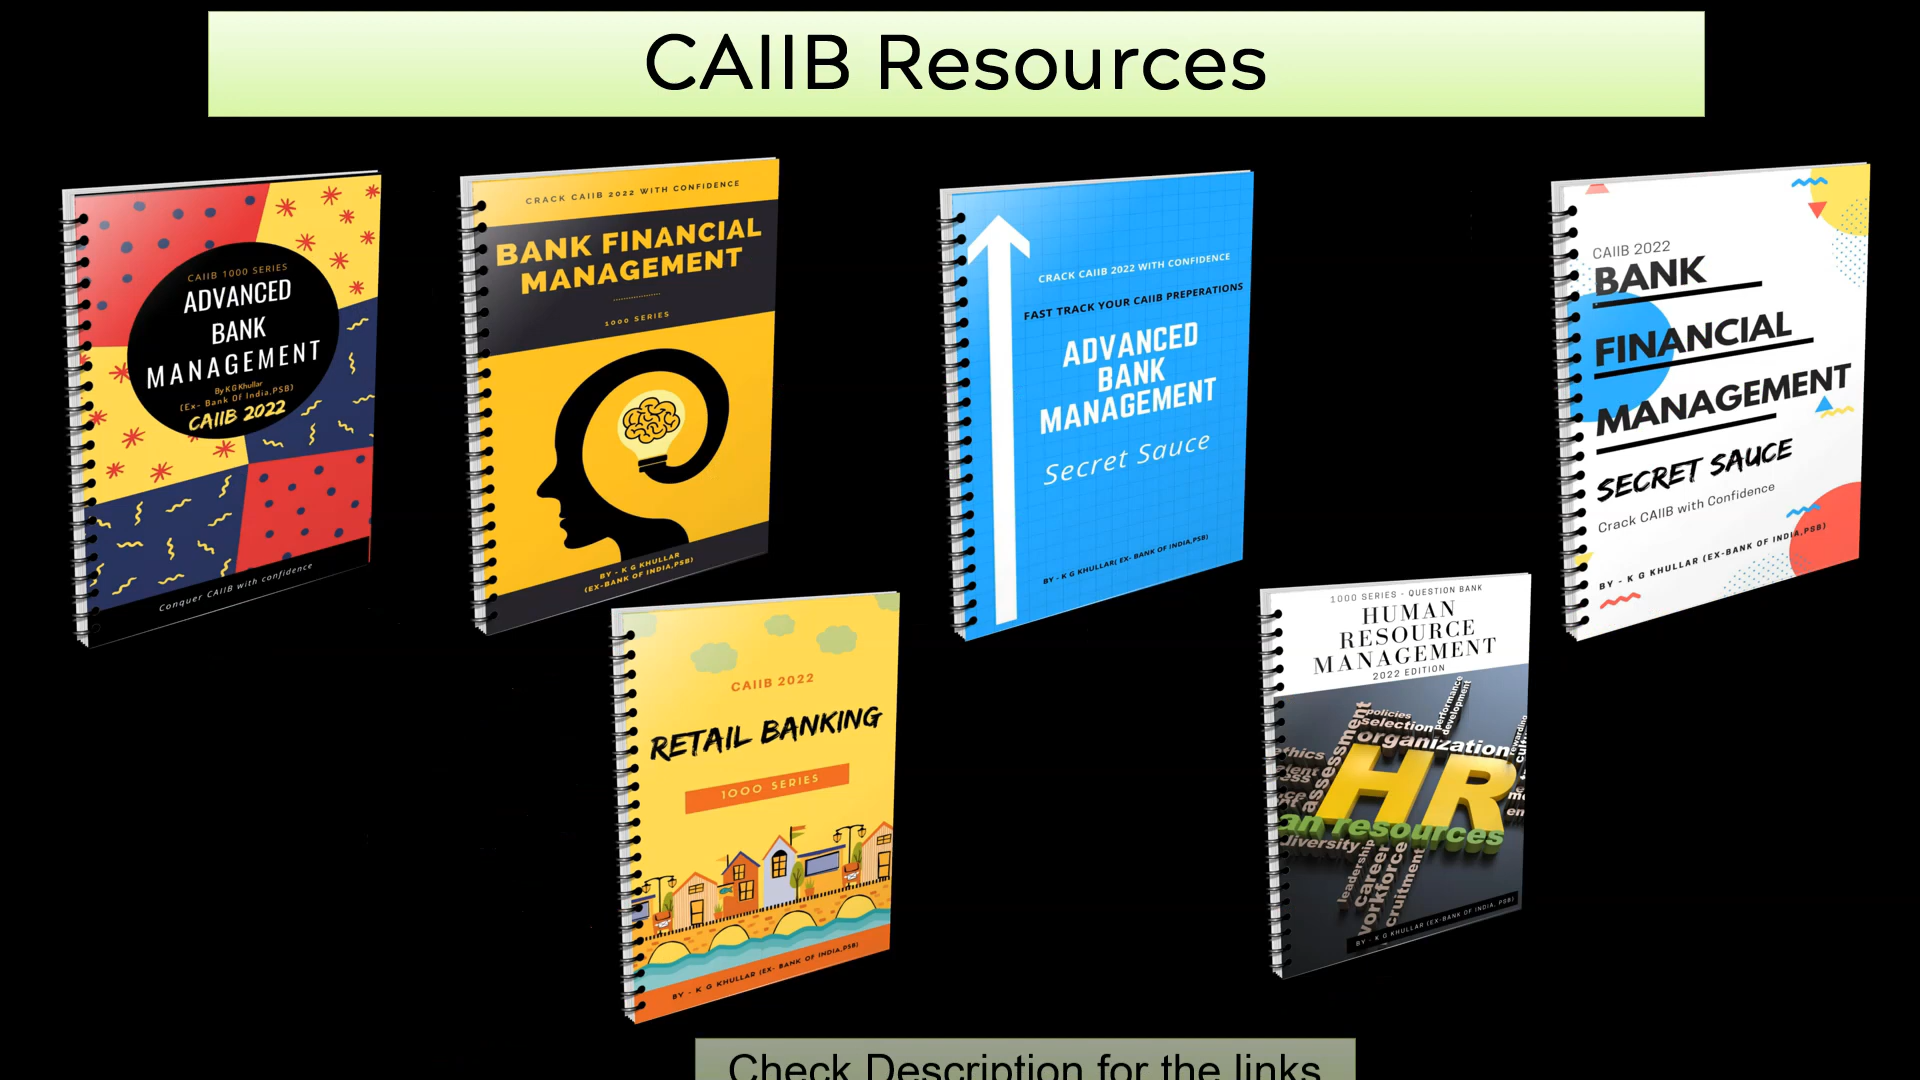 CAIIB Resources
CAIIB 1000 SERIES
ADVANCED
BANK
MANAGEMENT
By K G Khullar
(Ex- Bank Of India,PSB)
CAIIB 2022
Conquer CAIIB with confidence
CRACK CAIIB 2022 WITH CONFIDENCE
BANK FINANCIAL
MANAGEMENT
1000 SERIES
BY - K G KHULLAR
(EX-BANK OF INDIA,PSB)
CRACK CAIIB 2022 WITH CONFIDENCE
FAST TRACK YOUR CAIIB PREPERATIONS
ADVANCED
BANK
MANAGEMENT
Secret Sauce
BY - K G KHULLAR( EX- BANK OF INDIA,PSB)
CAIIB 2022
BANK
FINANCIAL
MANAGEMENT
SECRET SAUCE
Crack CAIIB with Confidence
BY - K G KHULLAR (EX-BANK OF INDIA,PSB)
CAIIB 2022
RETAIL BANKING
1000 SERIES
BY - K G KHULLAR (EX- BANK OF INDIA,PSB)
1000 SERIES - QUESTION BANK
HUMAN
RESOURCE
MANAGEMENT
2022 EDITION
performance
development
policies
selection
organization
assessment
ethics
HR
an resources
diversity
leadership
career
workforce
cruitment
BY - K G KHULLAR (EX-BANK OF INDIA, PSB)
Check Description for the links